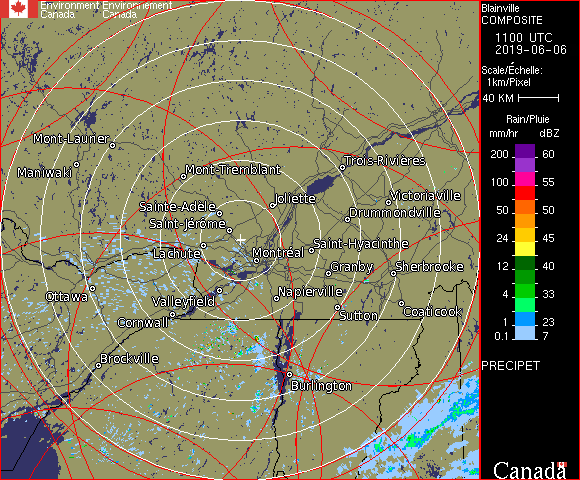 Environment Environnement
Canada Canada
Mont-Laurier
Maniwaki
Mont-Tremblant
Trois-Rivières
Joliette
Victoriaville
Sainte-Adèle
Drummondville
Saint-Jérôme
Saint-Hyacinthe
Lachute
Montréal
Granby
Sherbrooke
Ottawa
Valleyfield
Napierville
Cornwall
Sutton
Coaticook
Brockville
Burlington
Blainville
COMPOSITE
1100 UTC
2019-06-06
Scale/Échelle:
1km/Pixel
40 KM
Rain/Pluie
mm/hr dBZ
200 60
100 55
50 50
24 45
12 40
4 33
1 23
0.1 7
PRECIPET
Canada